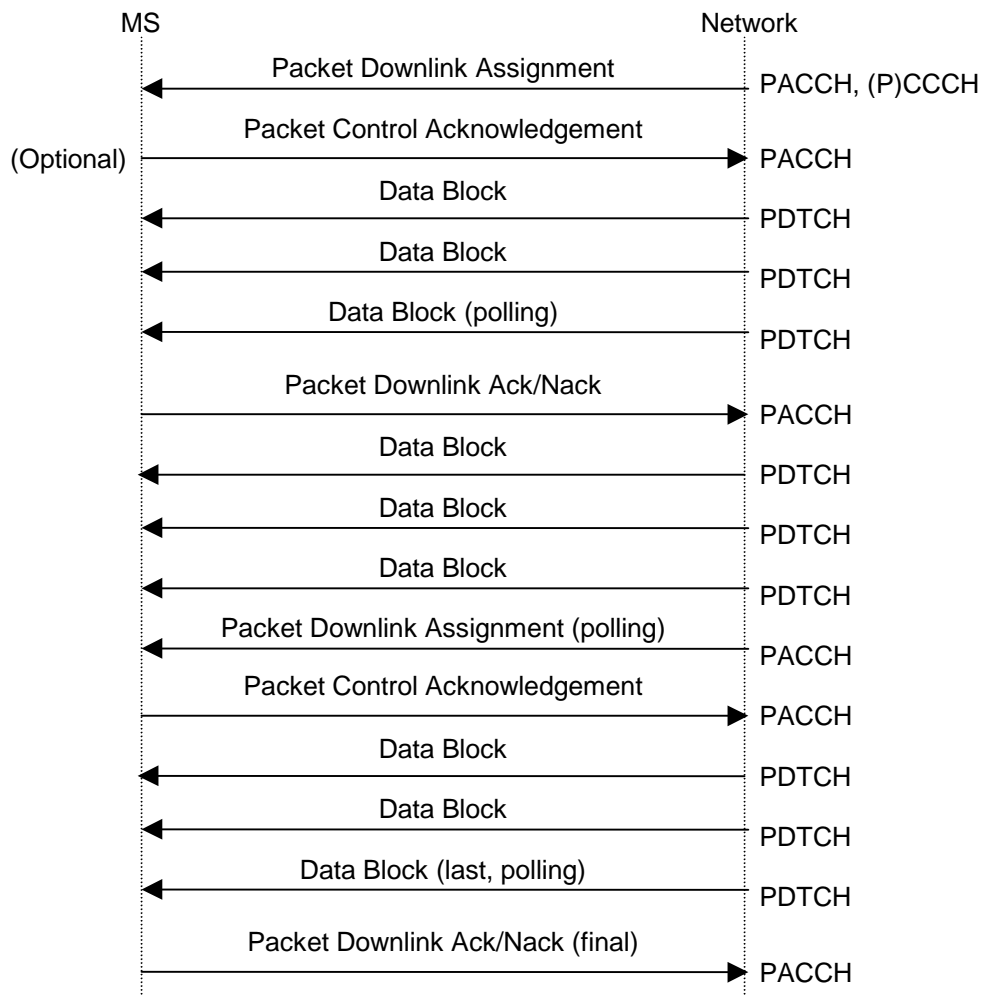 MS Network
Packet Downlink Assignment
PACCH, (P)CCCH
Packet Control Acknowledgement
(Optional) PACCH
Data Block
PDTCH
Data Block
PDTCH
Data Block (polling)
PDTCH
Packet Downlink Ack/Nack
PACCH
Data Block
PDTCH
Data Block
PDTCH
Data Block
PDTCH
Packet Downlink Assignment (polling)
PACCH
Packet Control Acknowledgement
PACCH
Data Block
PDTCH
Data Block
PDTCH
Data Block (last, polling)
PDTCH
Packet Downlink Ack/Nack (final)
PACCH